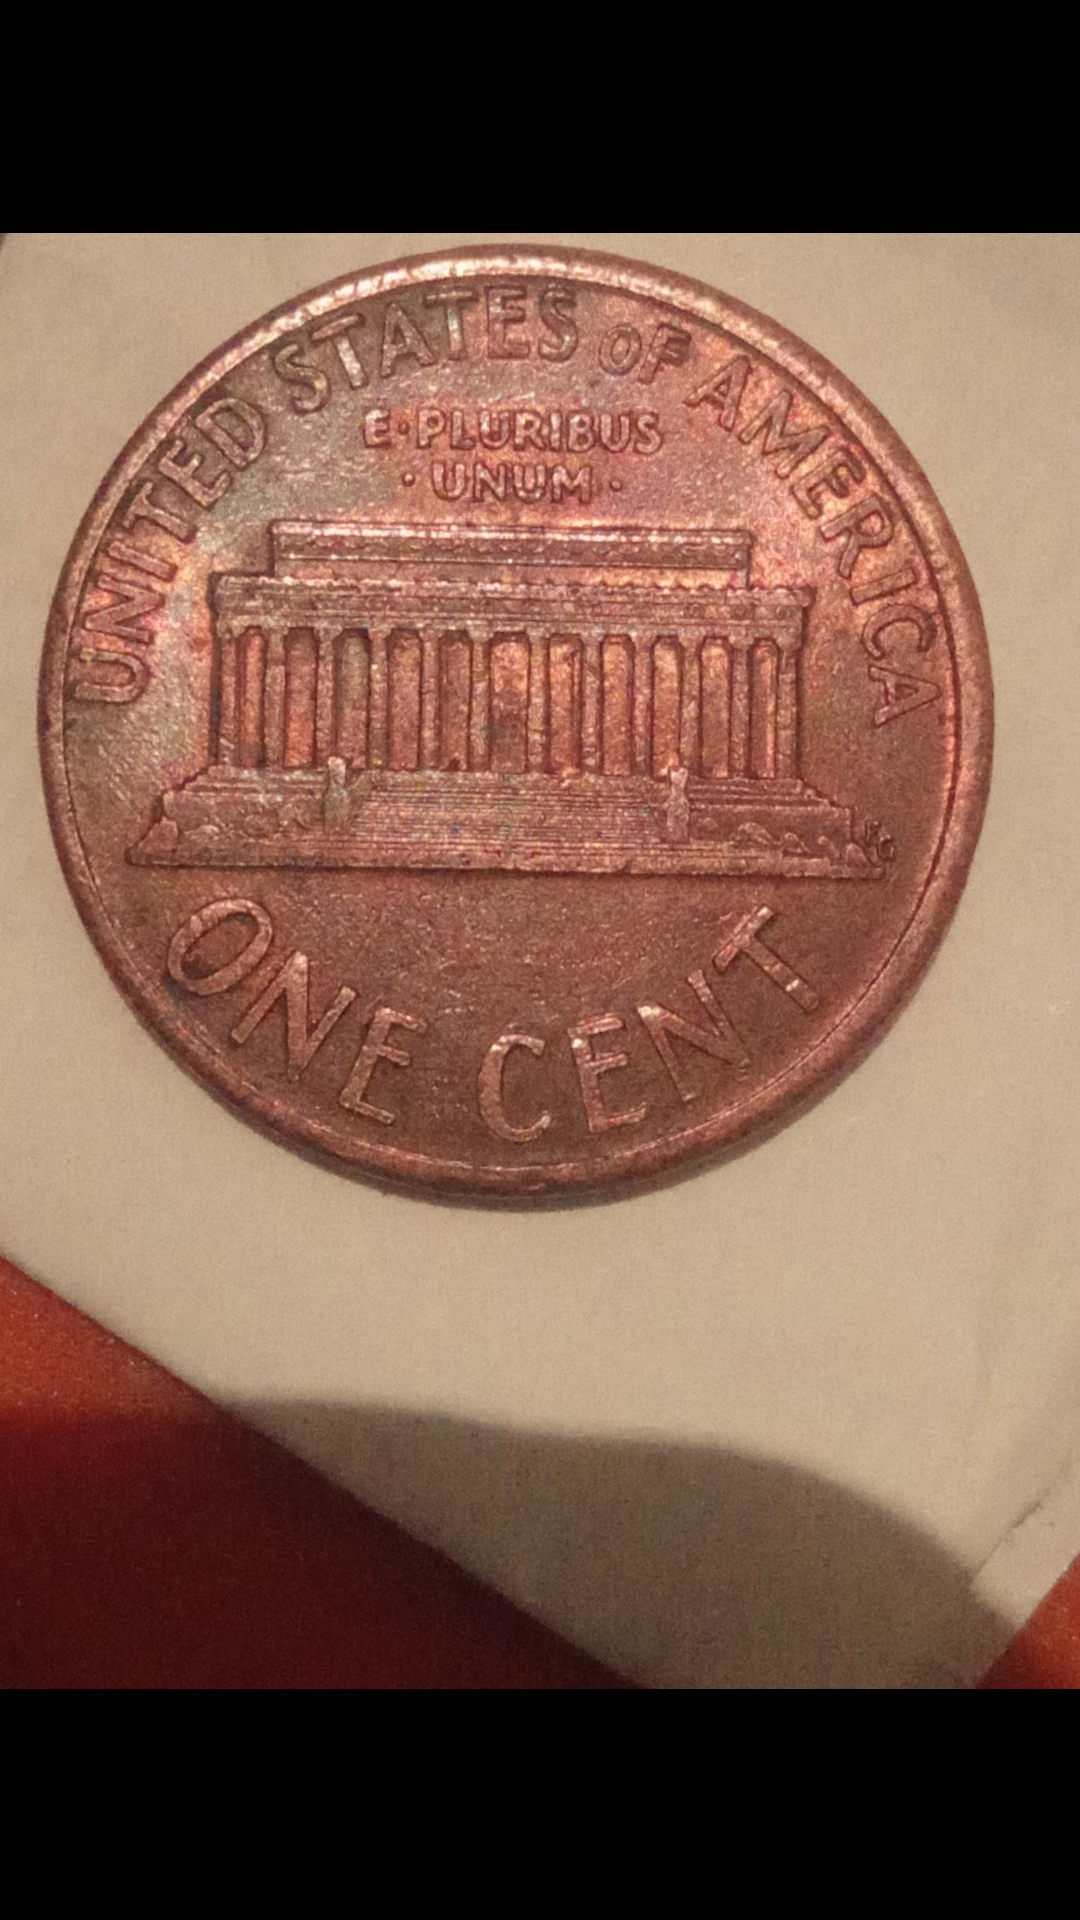 UNITED STATES OF AMERICA
E·PLURIBUS
·UNUM·
FG
ONE CENT